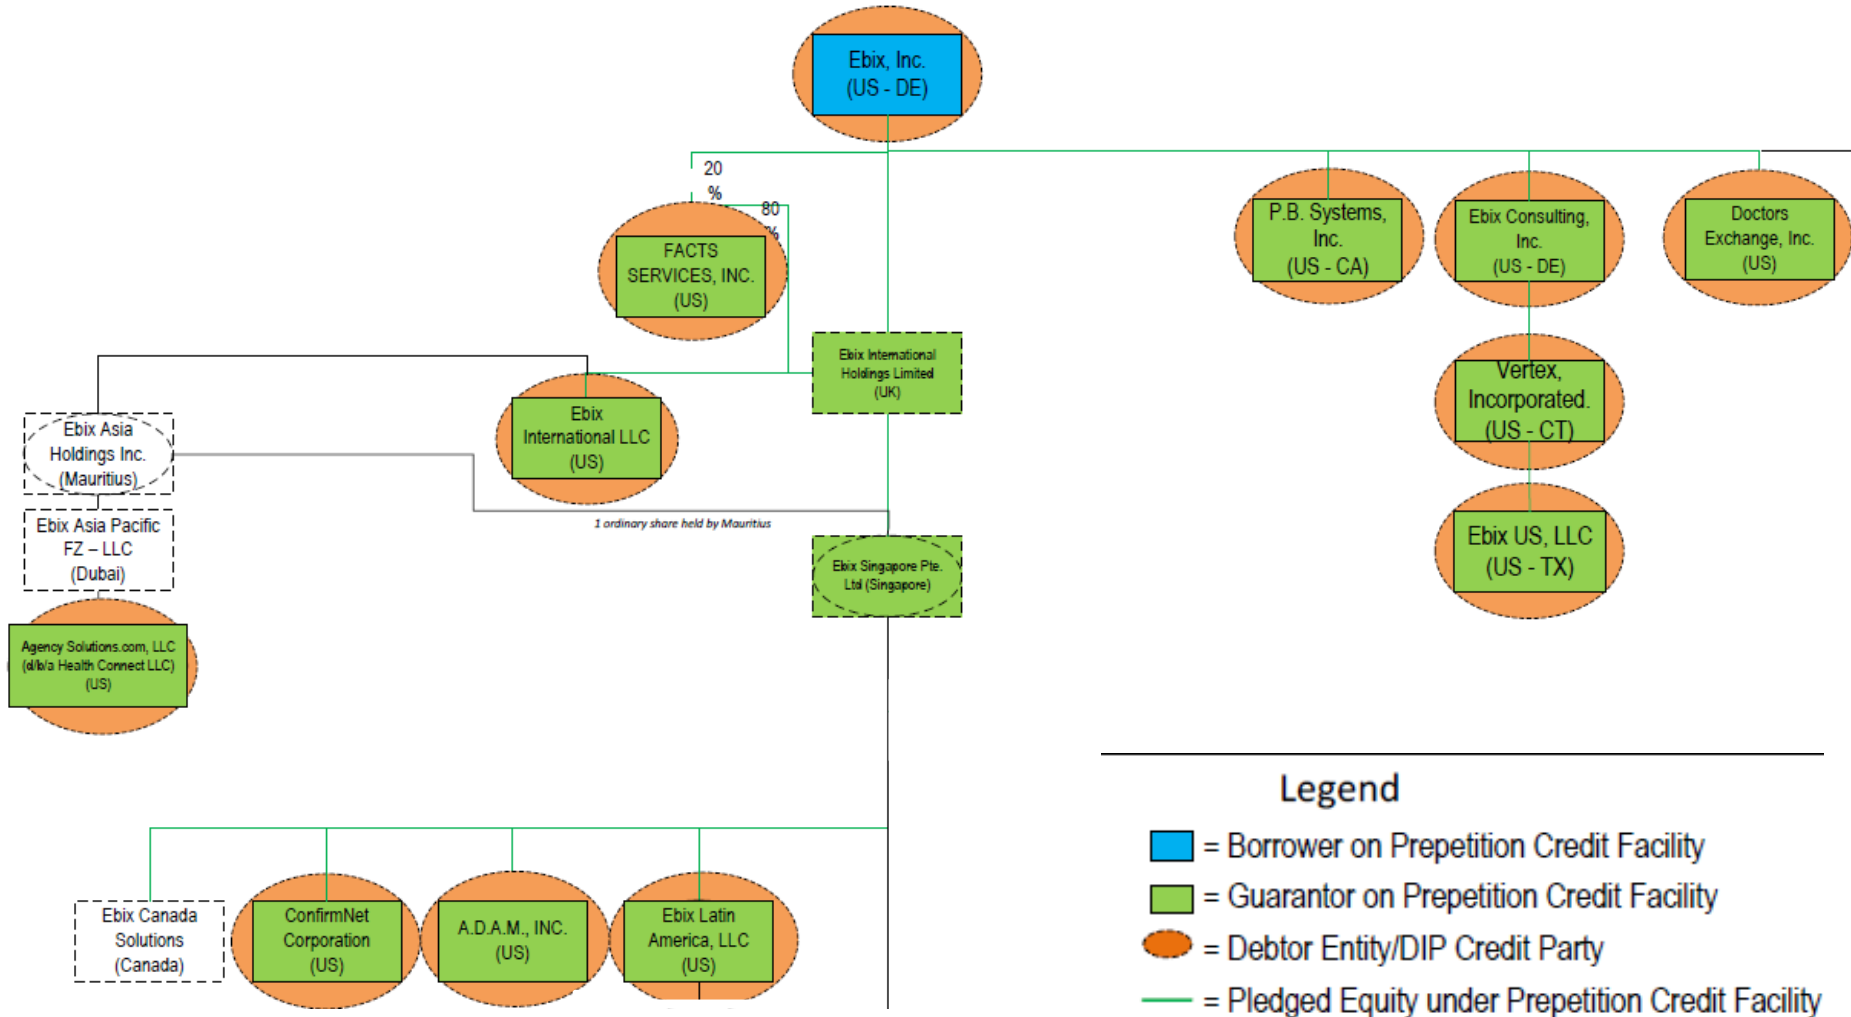 Ebix, Inc.
(US - DE)
20
%
80
%
FACTS
SERVICES, INC.
(US)
P.B. Systems,
Inc.
(US - CA)
Ebix Consulting,
Inc.
(US - DE)
Doctors
Exchange, Inc.
(US)
Ebix International
Holdings Limited
(UK)
Vertex,
Incorporated.
(US - CT)
Ebix Asia
Holdings Inc.
(Mauritius)
Ebix
International LLC
(US)
1 ordinary share held by Mauritius
Ebix Asia Pacific
FZ – LLC
(Dubai)
Ebix Singapore Pte.
Ltd (Singapore)
Ebix US, LLC
(US - TX)
Agency Solutions.com, LLC
(d/b/a Health Connect LLC)
(US)
Ebix Canada
Solutions
(Canada)
ConfirmNet
Corporation
(US)
A.D.A.M., INC.
(US)
Ebix Latin
America, LLC
(US)
Legend
= Borrower on Prepetition Credit Facility
= Guarantor on Prepetition Credit Facility
= Debtor Entity/DIP Credit Party
= Pledged Equity under Prepetition Credit Facility